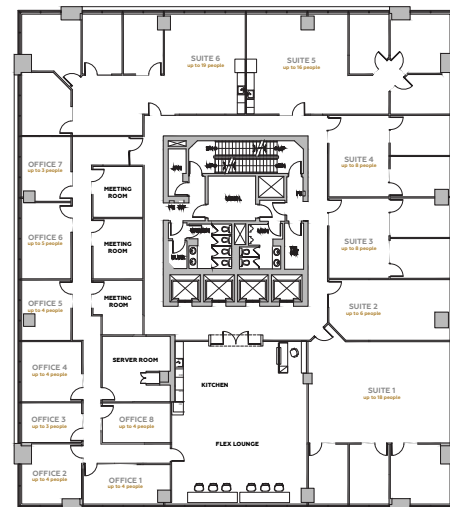 SUITE 6
up to 19 people
SUITE 5
up to 16 people
OFFICE 7
up to 3 people
SUITE 4
up to 8 people
MEETING
ROOM
OFFICE 6
up to 5 people
SUITE 3
up to 8 people
MEETING
ROOM
OFFICE 5
up to 4 people
MEETING
ROOM
SUITE 2
up to 6 people
SERVER ROOM
OFFICE 4
up to 4 people
KITCHEN
SUITE 1
up to 18 people
OFFICE 3
up to 3 people
OFFICE 8
up to 4 people
FLEX LOUNGE
OFFICE 2
up to 4 people
OFFICE 1
up to 4 people